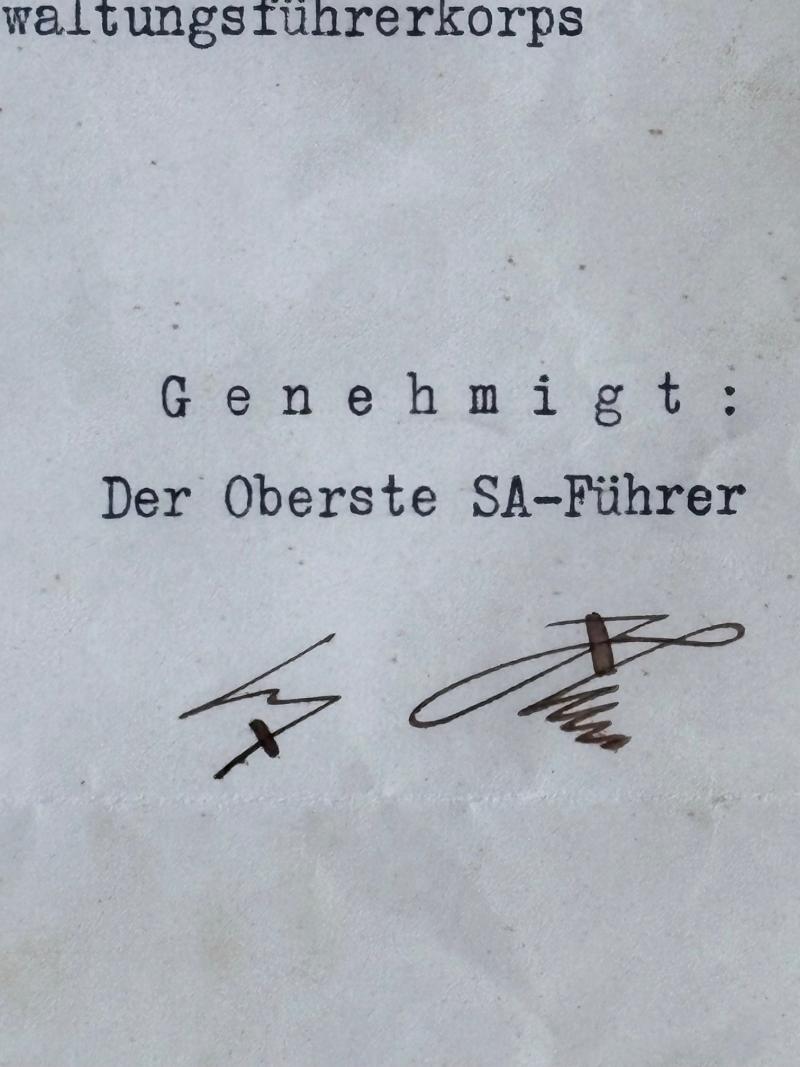 waltungsführerkorps
G e n e h m i g t :
Der Oberste SA-Führer